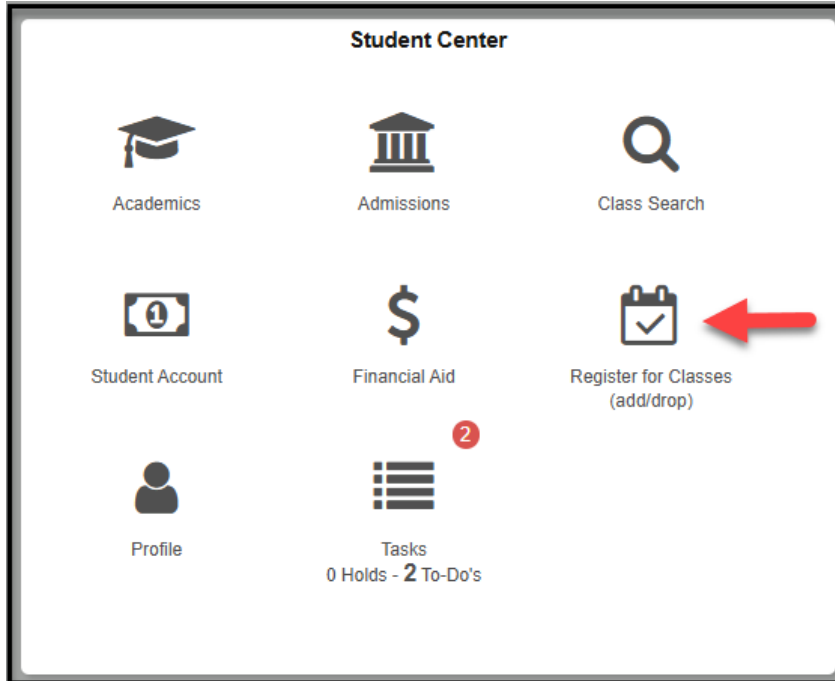 Student Center
Academics
Admissions
Class Search
1
Student Account
Financial Aid
Register for Classes
(add/drop)
2
Profile
Tasks
0 Holds - 2 To-Do's